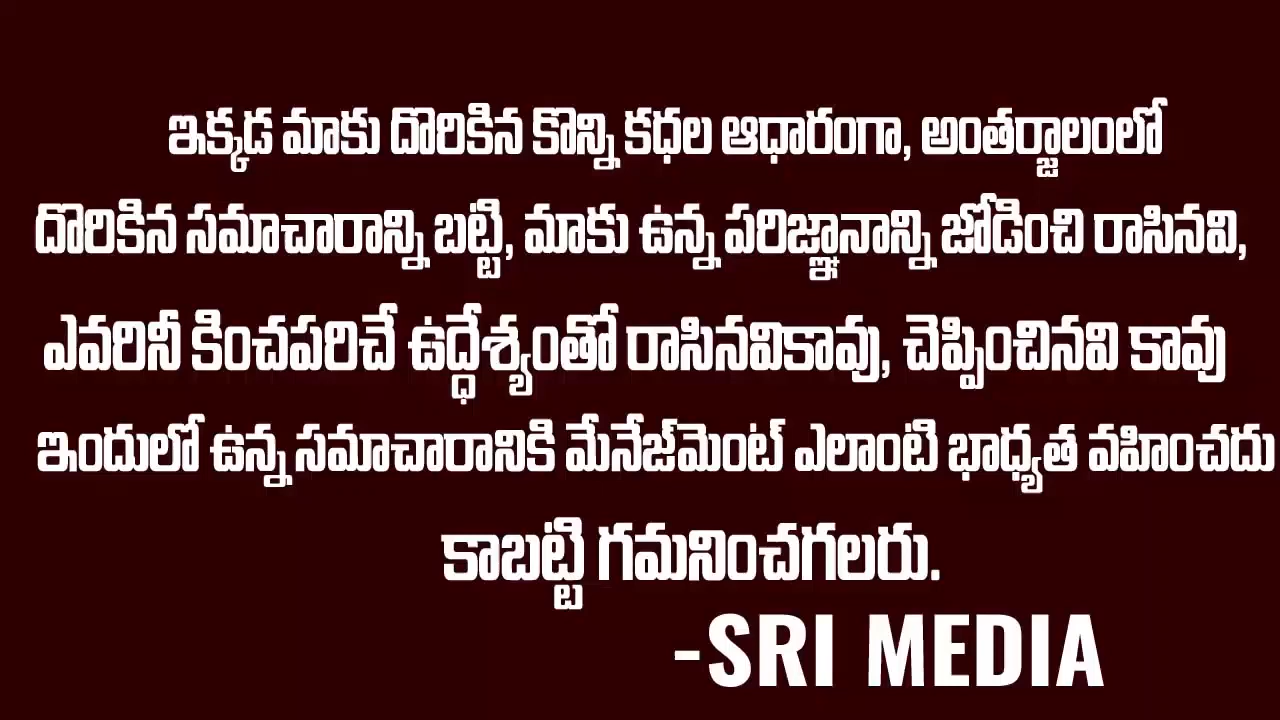 ఇక్కడ మాకు దొరికిన కొన్ని కధల ఆధారంగా, అంతర్జాలంలో
దొరికిన సమాచారాన్ని బట్టి, మాకు ఉన్న పరిజ్ఞానాన్ని జోడించి రాసినవి,
ఎవరినీ కించపరిచే ఉద్ధేశ్యంతో రాసినవికావు, చెప్పించినవి కావు
ఇందులో ఉన్న సమాచారానికి మేనేజ్‌మెంట్ ఎలాంటి భాధ్యత వహించదు
కాబట్టి గమనించగలరు.
-SRI MEDIA